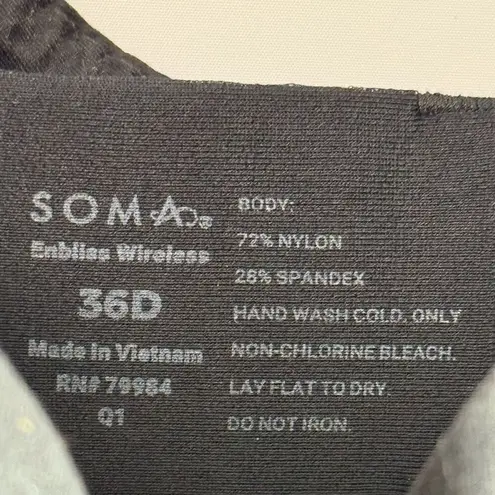 SOMA®
Enbliss Wireless
36D
Made in Vietnam
RN# 79984
Q1
BODY:
72% NYLON
28% SPANDEX
HAND WASH COLD. ONLY
NON-CHLORINE BLEACH.
LAY FLAT TO DRY.
DO NOT IRON.